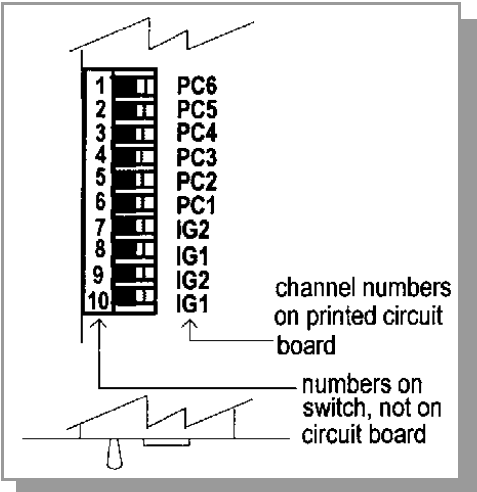 1 PC6
2 PC5
3 PC4
4 PC3
5 PC2
6 PC1
7 IG2
8 IG1
9 IG2
10 IG1
channel numbers
on printed circuit
board
numbers on
switch, not on
circuit board